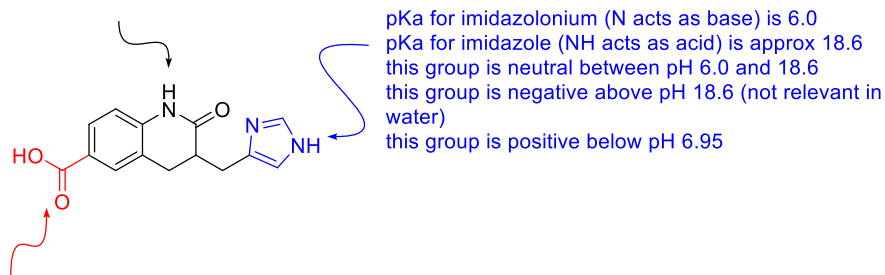 pKa for imidazolonium (N acts as base) is 6.0
pKa for imidazole (NH acts as acid) is approx 18.6
this group is neutral between pH 6.0 and 18.6
this group is negative above pH 18.6 (not relevant in
water)
this group is positive below pH 6.95
H
N
O
N
NH
HO
O